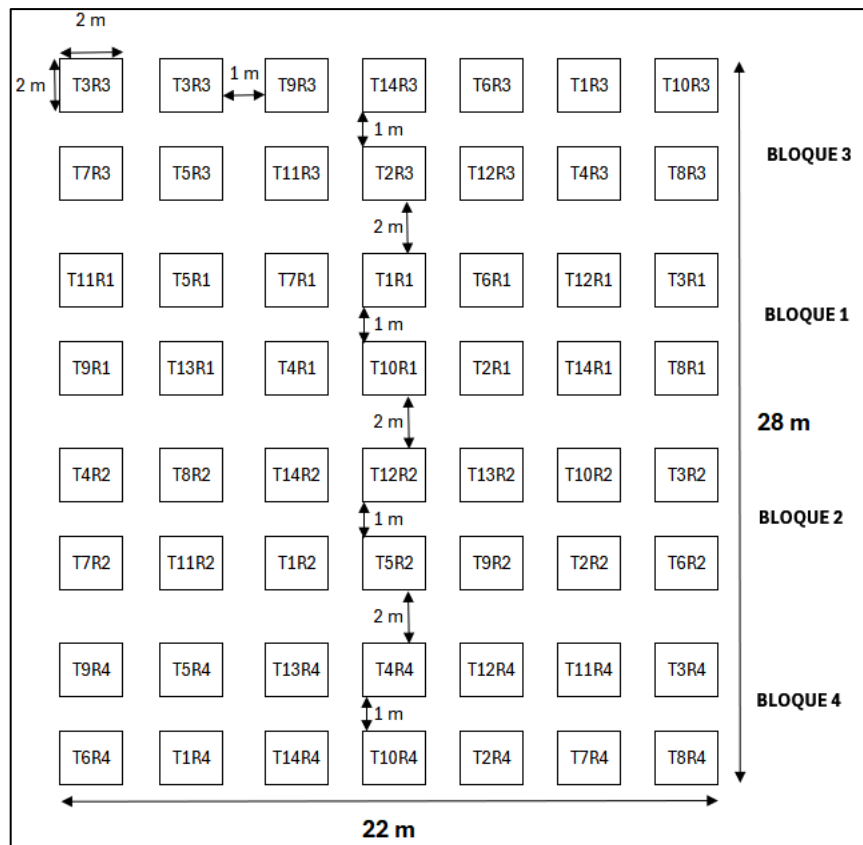 2 m
2 m
T3R3 T3R3 1 m T9R3 T14R3 T6R3 T1R3 T10R3
1 m
BLOQUE 3
T7R3 T5R3 T11R3 T2R3 T12R3 T4R3 T8R3
2 m
T11R1 T5R1 T7R1 T1R1 T6R1 T12R1 T3R1
BLOQUE 1
1 m
T9R1 T13R1 T4R1 T10R1 T2R1 T14R1 T8R1
2 m
28 m
T4R2 T8R2 T14R2 T12R2 T13R2 T10R2 T3R2
1 m
BLOQUE 2
T7R2 T11R2 T1R2 T5R2 T9R2 T2R2 T6R2
2 m
T9R4 T5R4 T13R4 T4R4 T12R4 T11R4 T3R4
BLOQUE 4
1 m
T6R4 T1R4 T14R4 T10R4 T2R4 T7R4 T8R4
22 m